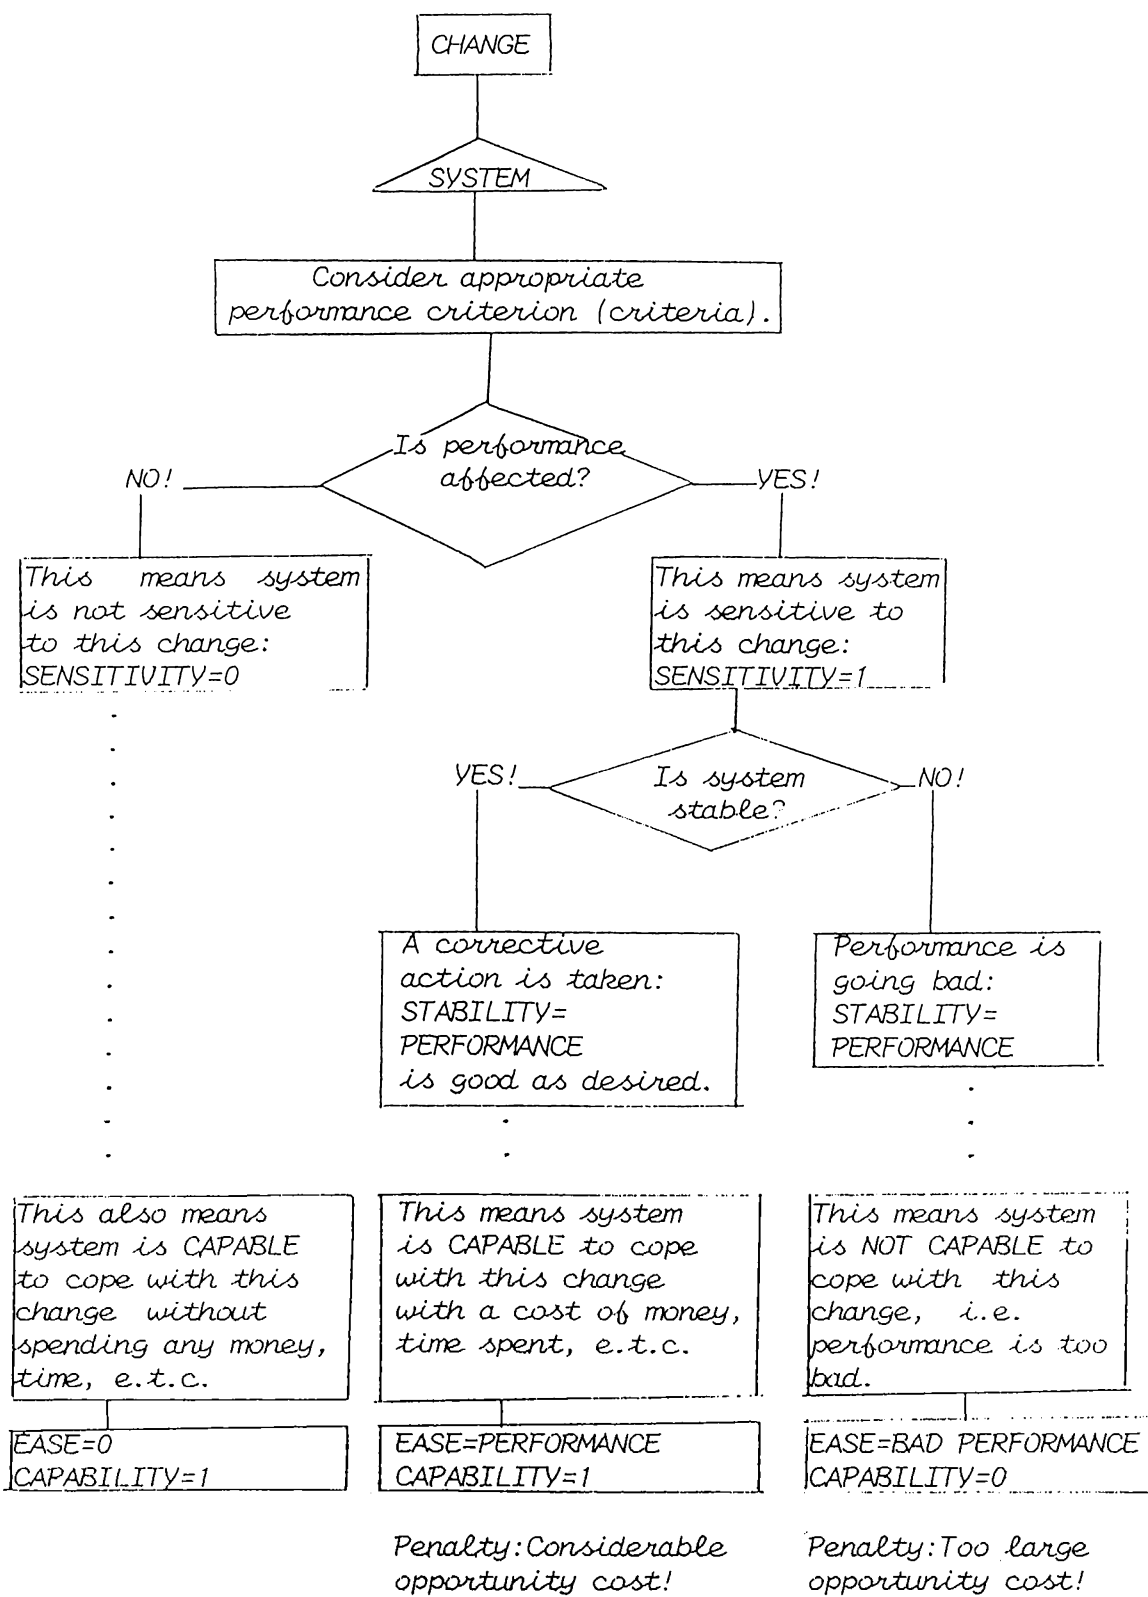 CHANGE
SYSTEM
Consider appropriate
performance criterion (criteria).
Is performance
affected?
NO!
YES!
This means system
is not sensitive
to this change:
SENSITIVITY=0
This means system
is sensitive to
this change:
SENSITIVITY=1
YES!
Is system
stable?
NO!
A corrective
action is taken:
STABILITY=
PERFORMANCE
is good as desired.
Performance is
going bad:
STABILITY=
PERFORMANCE
This also means
system is CAPABLE
to cope with this
change without
spending any money,
time, e.t.c.
EASE=0
CAPABILITY=1
This means system
is CAPABLE to cope
with this change
with a cost of money,
time spent, e.t.c.
EASE=PERFORMANCE
CAPABILITY=1
Penalty:Considerable
opportunity cost!
This means system
is NOT CAPABLE to
cope with this
change, i.e.
performance is too
bad.
EASE=BAD PERFORMANCE
CAPABILITY=0
Penalty:Too large
opportunity cost!